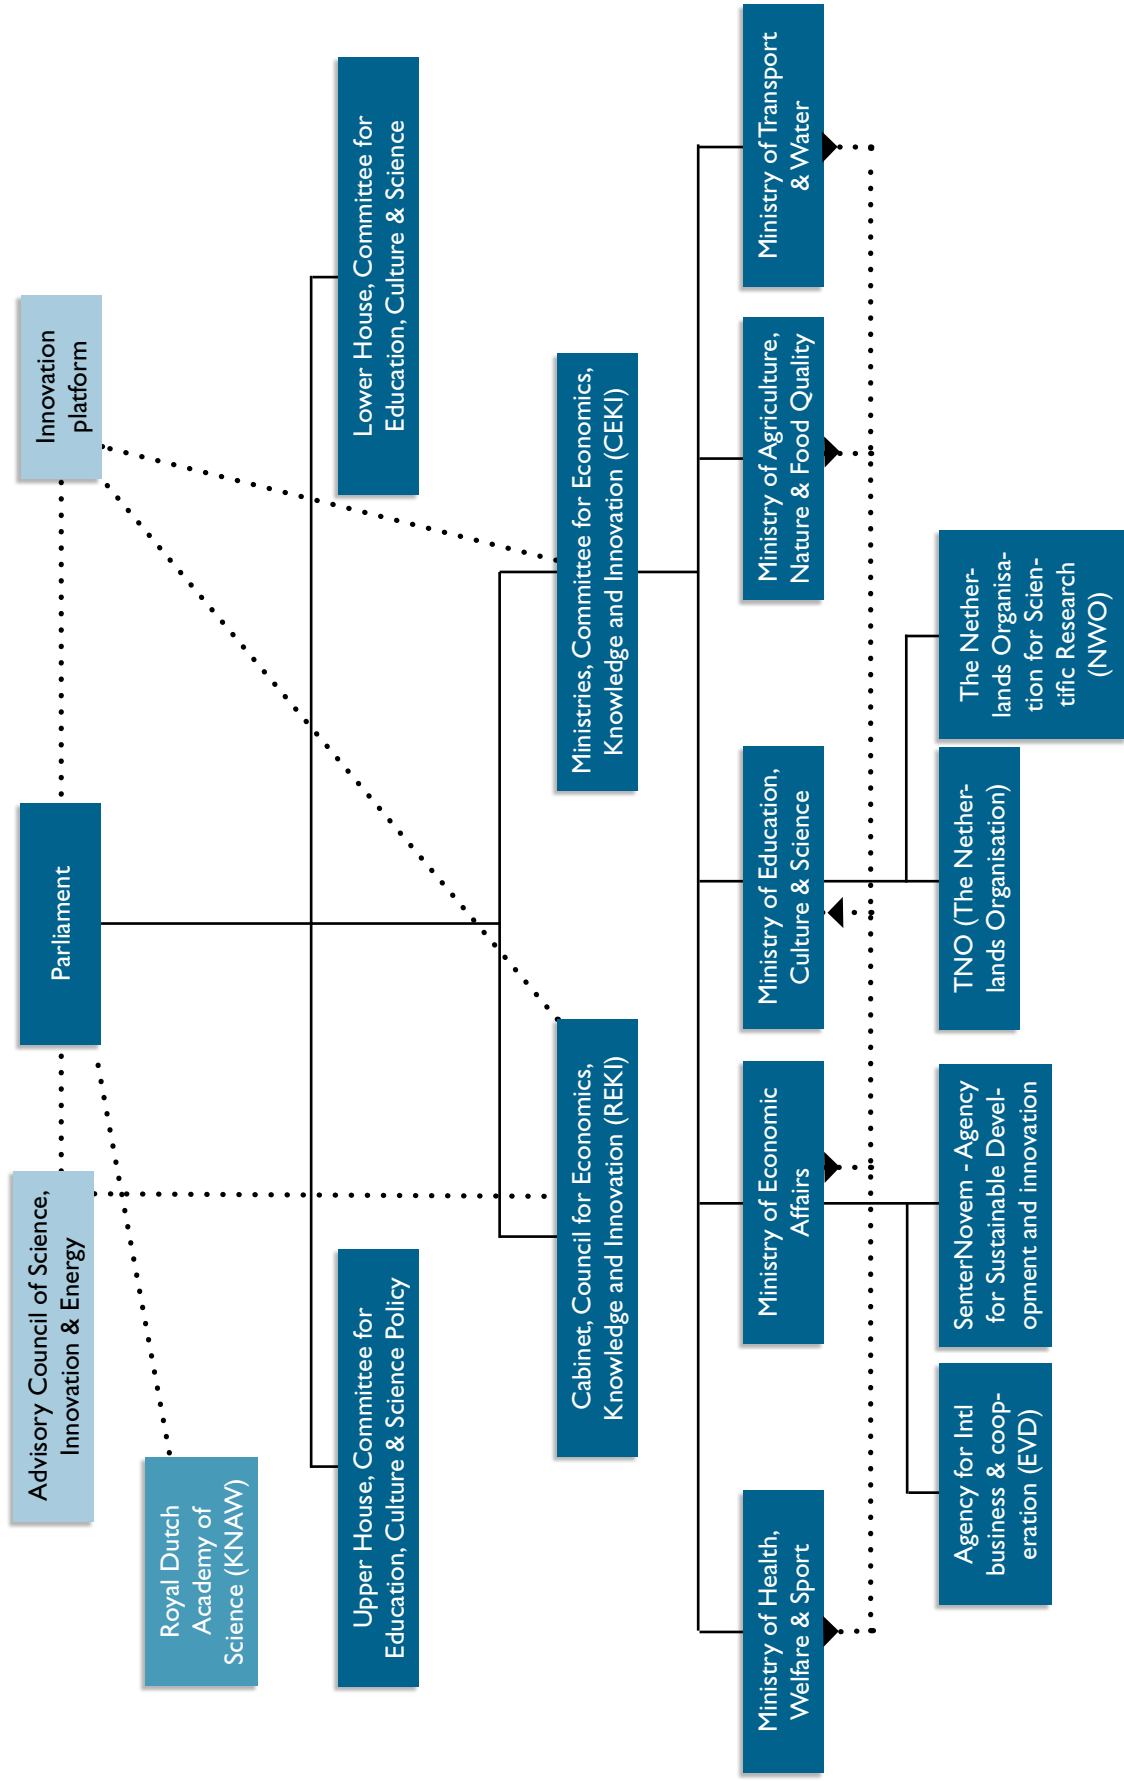 Advisory Council of Science,
Innovation & Energy
Parliament
Innovation
platform
Royal Dutch
Academy of
Science (KNAW)
Upper House, Committee for
Education, Culture & Science Policy
Lower House, Committee for
Education, Culture & Science
Cabinet, Council for Economics,
Knowledge and Innovation (REKI)
Ministries, Committee for Economics,
Knowledge and Innovation (CEKI)
Ministry of Health,
Welfare & Sport
Ministry of Economic
Affairs
Ministry of Education,
Culture & Science
Ministry of Agriculture,
Nature & Food Quality
Ministry of Transport
& Water
Agency for Intl
business & coop-
eration (EVD)
SenterNovem - Agency
for Sustainable Devel-
opment and innovation
TNO (The Nether-
lands Organisation)
The Nether-
lands Organisa-
tion for Scien-
tific Research
(NWO)